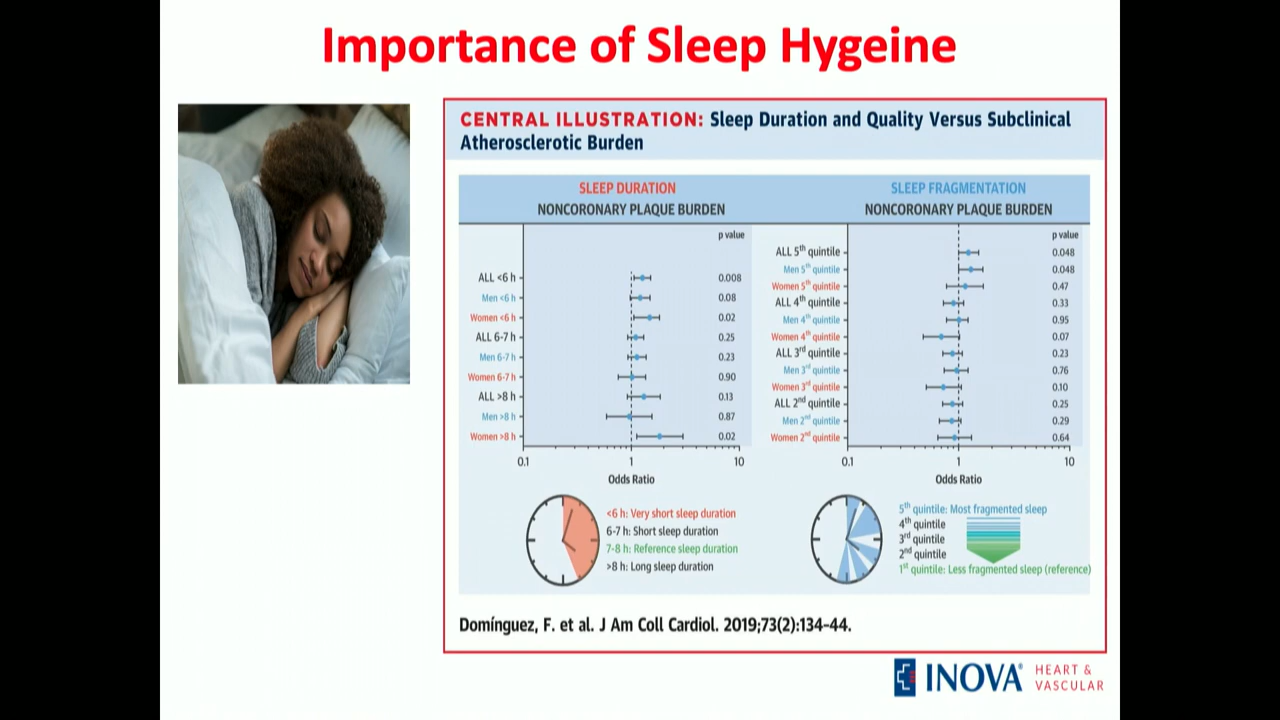 Importance of Sleep Hygeine
CENTRAL ILLUSTRATION: Sleep Duration and Quality Versus Subclinical
Atherosclerotic Burden
SLEEP DURATION
NONCORONARY PLAQUE BURDEN
p value
ALL <6 h 0.008
Men <6 h 0.08
Women <6 h 0.02
ALL 6-7 h 0.25
Men 6-7 h 0.23
Women 6-7 h 0.90
ALL >8 h 0.13
Men >8 h 0.87
Women >8 h 0.02
0.1 1 10
Odds Ratio
<6 h: Very short sleep duration
6-7 h: Short sleep duration
7-8 h: Reference sleep duration
>8 h: Long sleep duration
SLEEP FRAGMENTATION
NONCORONARY PLAQUE BURDEN
p value
ALL 5th quintile 0.048
Men 5th quintile 0.048
Women 5th quintile 0.47
ALL 4th quintile 0.33
Men 4th quintile 0.95
Women 4th quintile 0.07
ALL 3rd quintile 0.23
Men 3rd quintile 0.76
Women 3rd quintile 0.10
ALL 2nd quintile 0.25
Men 2nd quintile 0.29
Women 2nd quintile 0.64
0.1 1 10
Odds Ratio
5th quintile: Most fragmented sleep
4th quintile
3rd quintile
2nd quintile
1st quintile: Less fragmented sleep (reference)
Domínguez, F. et al. J Am Coll Cardiol. 2019;73(2):134–44.
INOVA® HEART &
VASCULAR